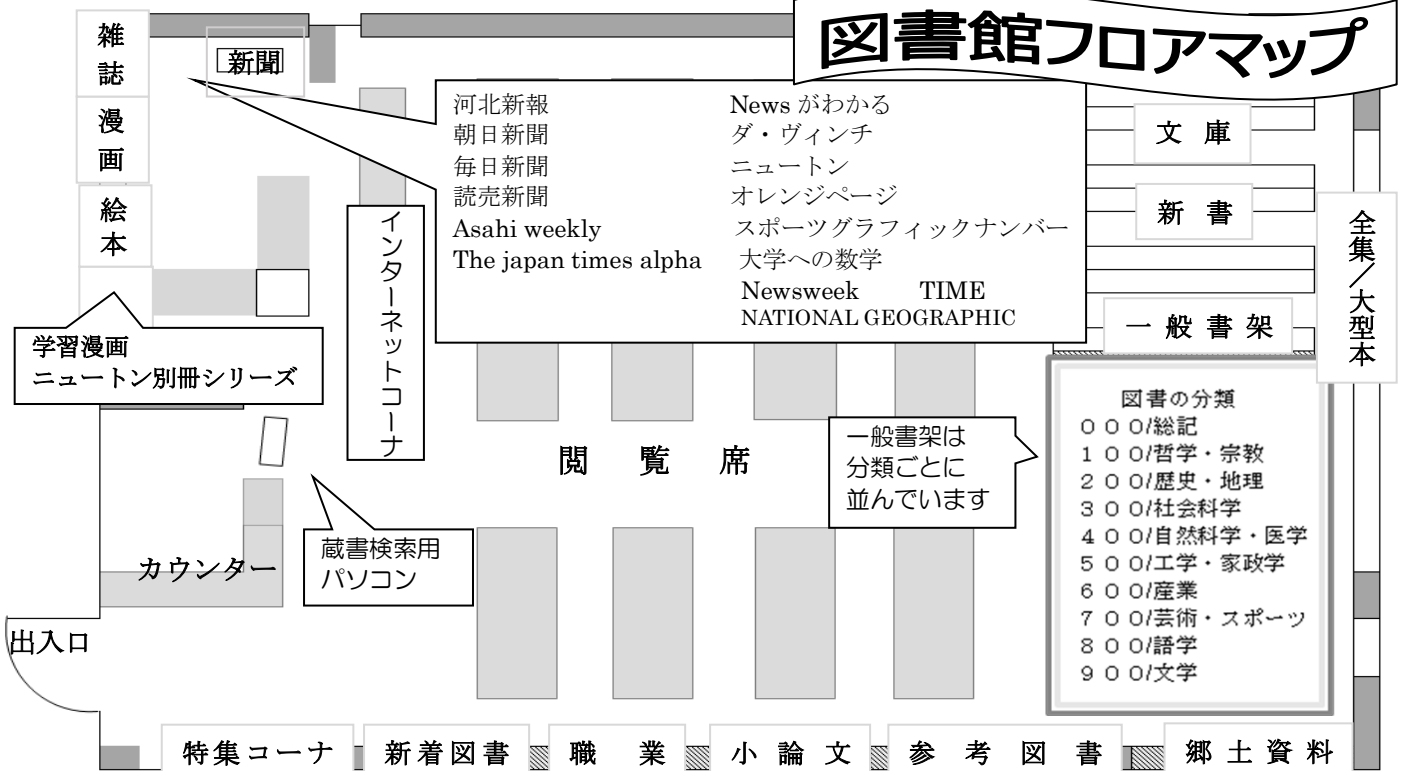 図書館フロアマップ
雑誌
新聞
漫画
絵本
河北新報
朝日新聞
毎日新聞
読売新聞
Asahi weekly
The japan times alpha
News がわかる
ダ・ヴィンチ
ニュートン
オレンジページ
スポーツグラフィックナンバー
大学への数学
Newsweek TIME
NATIONAL GEOGRAPHIC
文庫
新書
一般書架
全集／大型本
インターネットコーナ
学習漫画
ニュートン別冊シリーズ
閲覧席
一般書架は
分類ごとに
並んでいます
図書の分類
０００/総記
１００/哲学・宗教
２００/歴史・地理
３００/社会科学
４００/自然科学・医学
５００/工学・家政学
６００/産業
７００/芸術・スポーツ
８００/語学
９００/文学
蔵書検索用
パソコン
カウンター
出入口
特集コーナ
新着図書
職業
小論文
参考図書
郷土資料